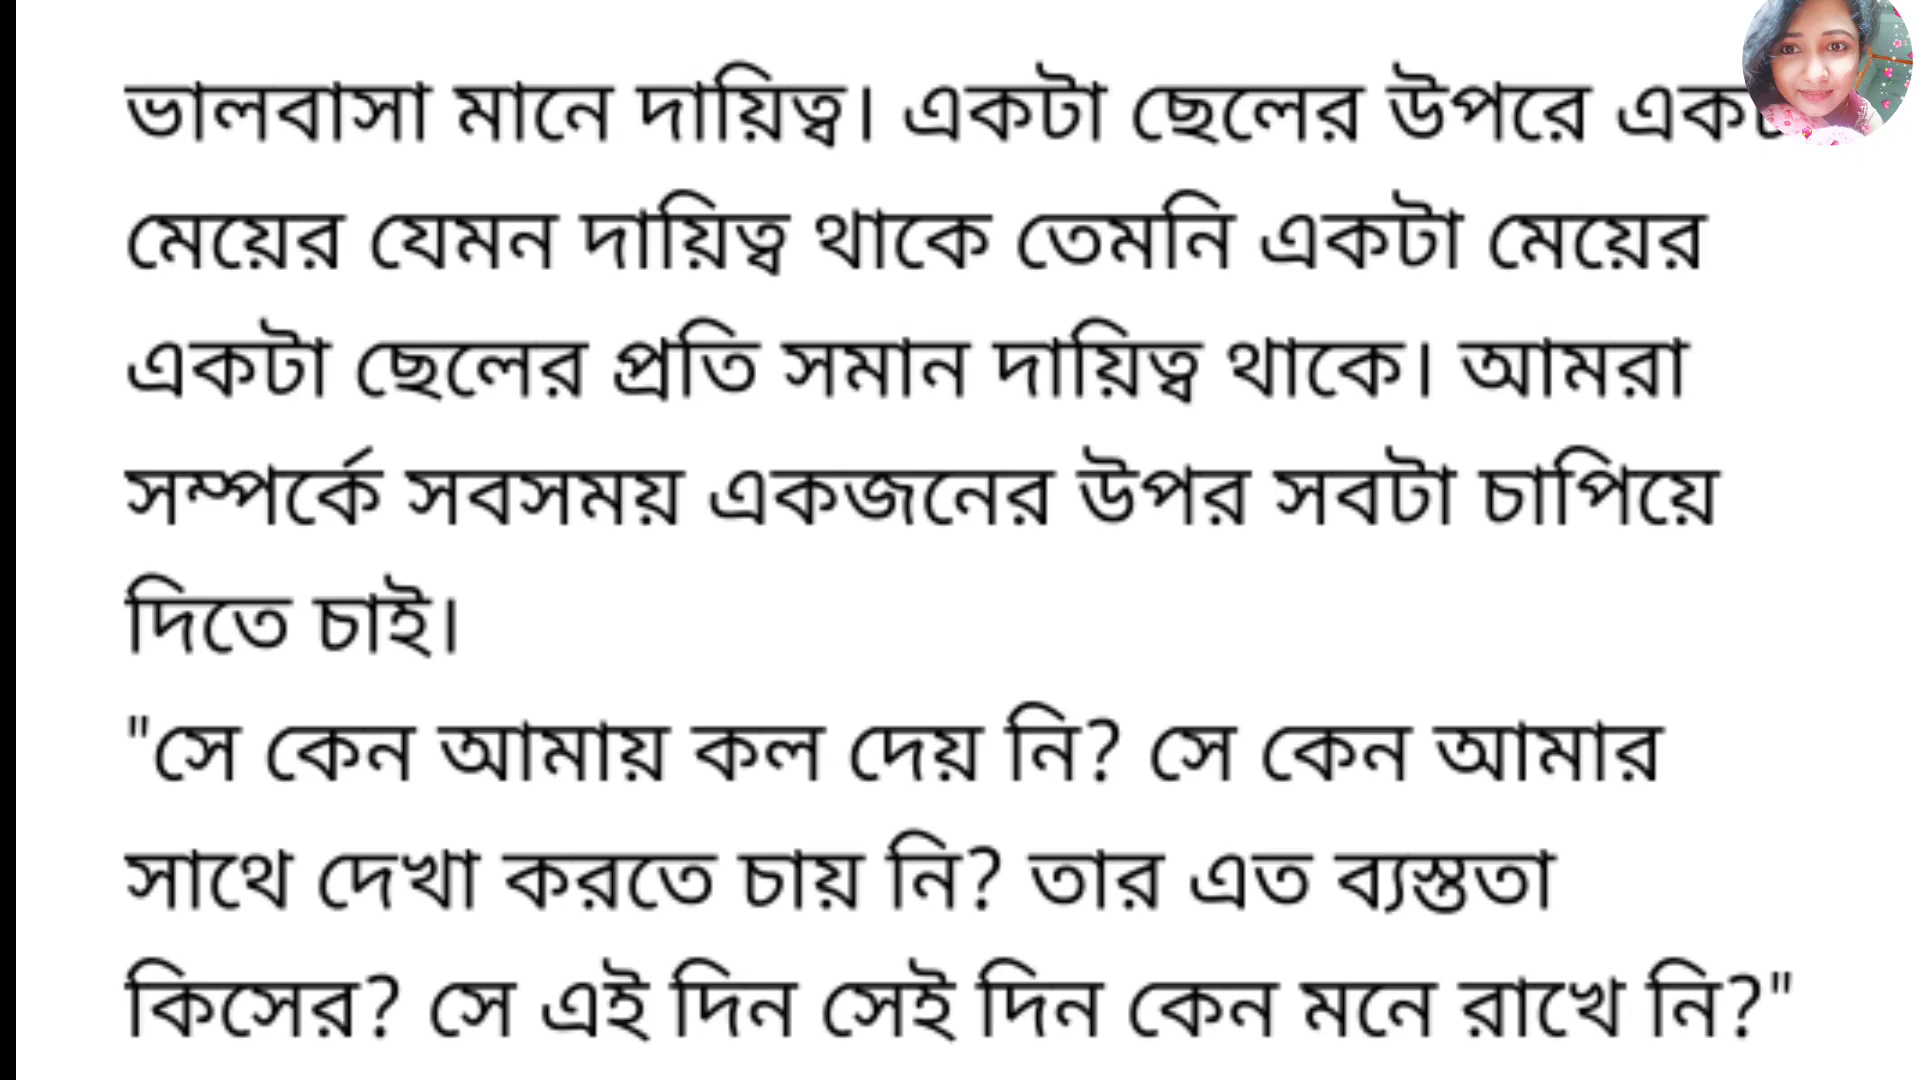 ভালবাসা মানে দায়িত্ব। একটা ছেলের উপরে
মেয়ের যেমন দায়িত্ব থাকে তেমনি একটা মেয়ের
একটা ছেলের প্রতি সমান দায়িত্ব থাকে। আমরা
সম্পর্কে সবসময় একজনের উপর সবটা চাপিয়ে
দিতে চাই।
"সে কেন আমায় কল দেয় নি? সে কেন আমার
সাথে দেখা করতে চায় নি? তার এত ব্যস্ততা
কিসের? সে এই দিন সেই দিন কেন মনে রাখে নি?"